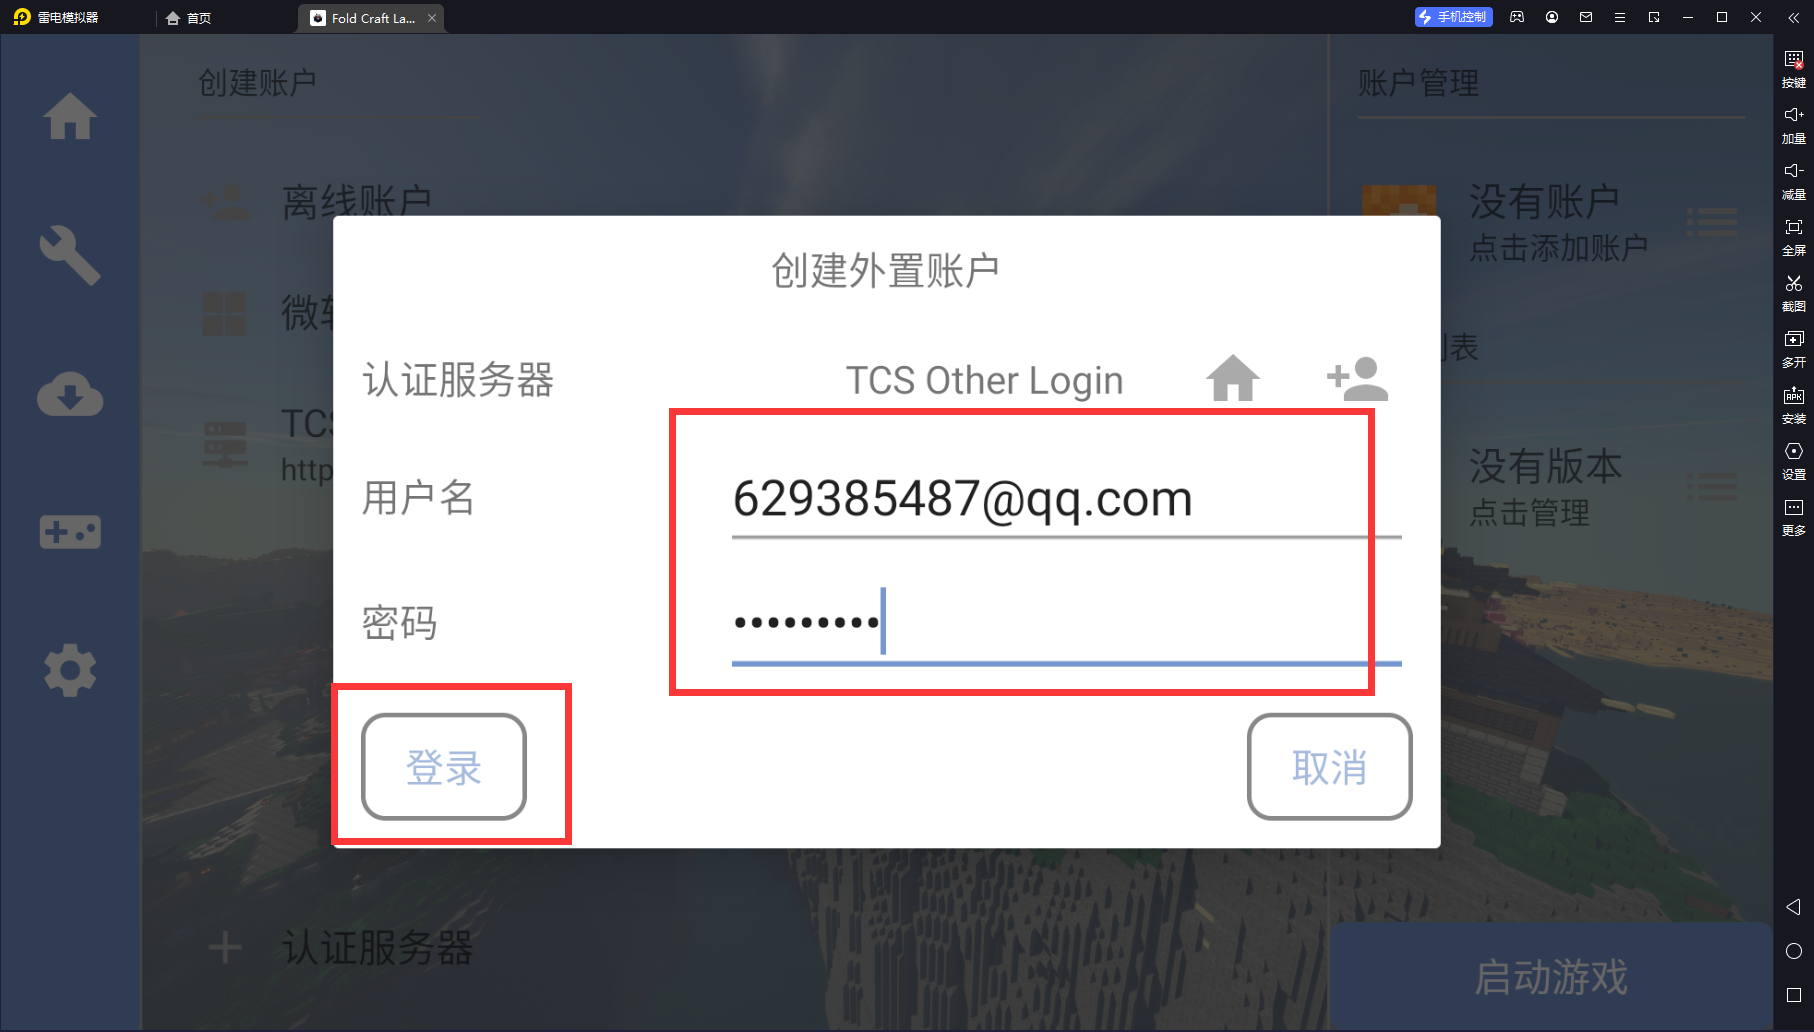 雷电模拟器
首页
Fold Craft La...
手机控制
创建账户
账户管理
离线账户
没有账户
点击添加账户
创建外置账户
微
认证服务器
TCS Other Login
表
TCS
http
用户名
629385487@qq.com
没有版本
点击管理
密码
•••••••••
登录
取消
认证服务器
启动游戏
按键
加量
减量
全屏
截图
多开
APK
安装
设置
更多